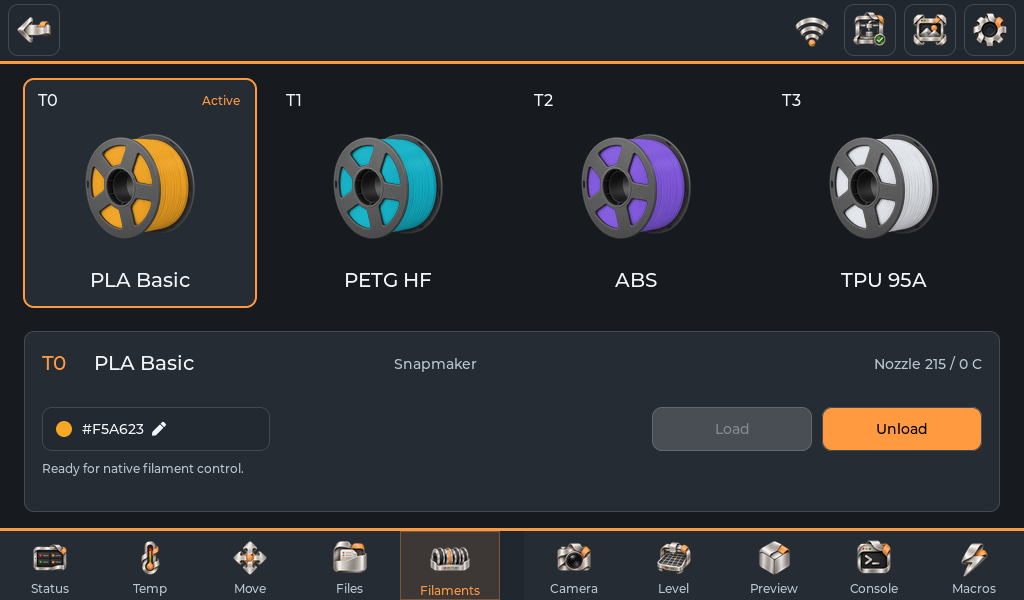 T0 Active
T1
T2
T3
PLA Basic
PETG HF
ABS
TPU 95A
T0 PLA Basic Snapmaker Nozzle 215 / 0 C
#F5A623 Load Unload
Ready for native filament control.
Status Temp Move Files Filaments Camera Level Preview Console Macros